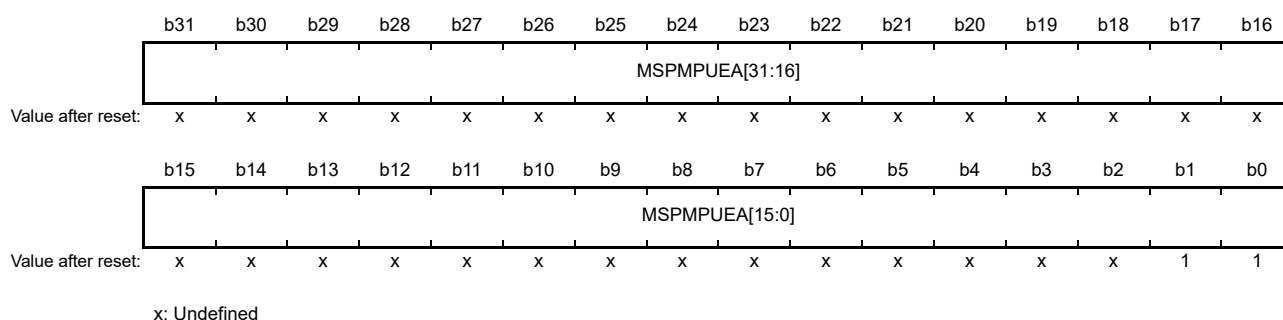 b31 b30 b29 b28 b27 b26 b25 b24 b23 b22 b21 b20 b19 b18 b17 b16
MSPMPUEA[31:16]
Value after reset: x x x x x x x x x x x x x x x x
b15 b14 b13 b12 b11 b10 b9 b8 b7 b6 b5 b4 b3 b2 b1 b0
MSPMPUEA[15:0]
Value after reset: x x x x x x x x x x x x x x 1 1
x: Undefined